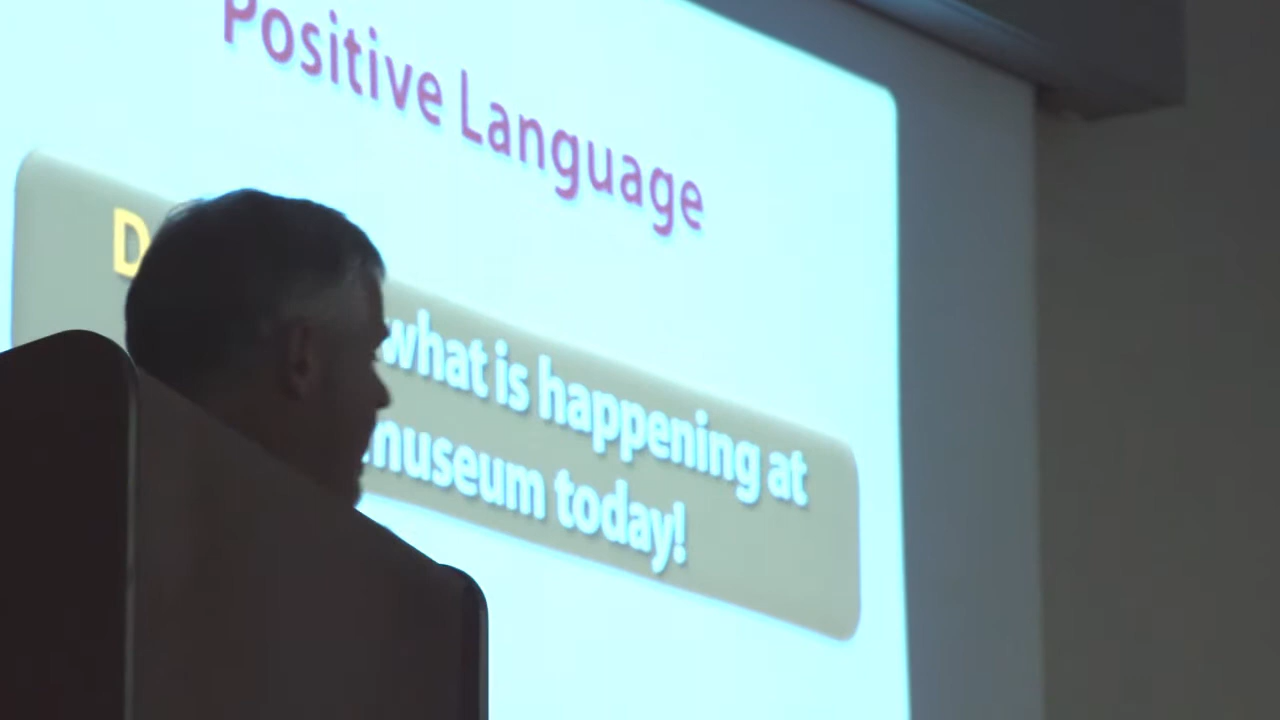 Positive Language
D
what is happening at
museum today!